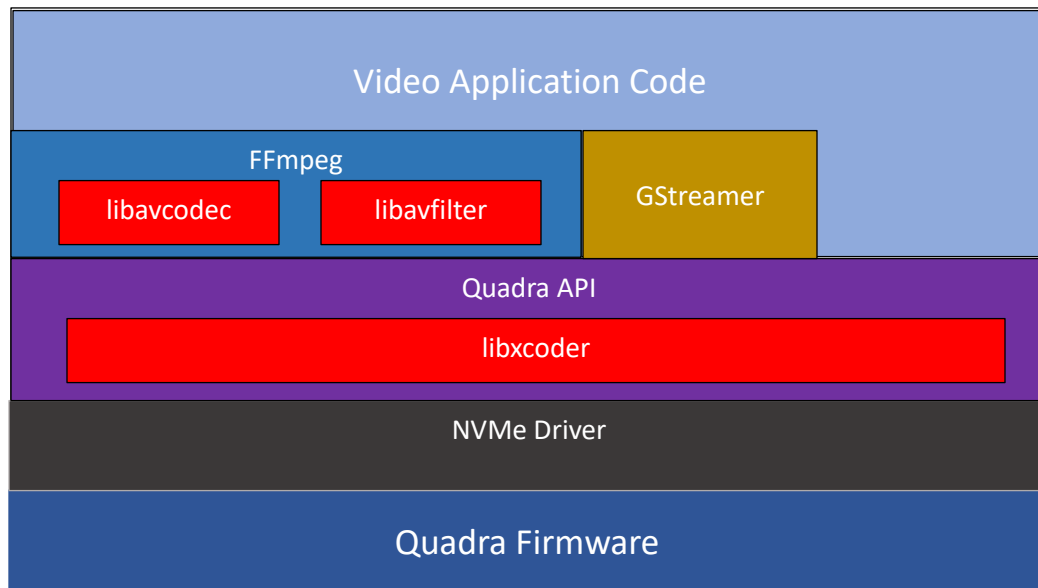 Video Application Code
FFmpeg
libavcodec
libavfilter
GStreamer
Quadra API
libxcoder
NVMe Driver
Quadra Firmware